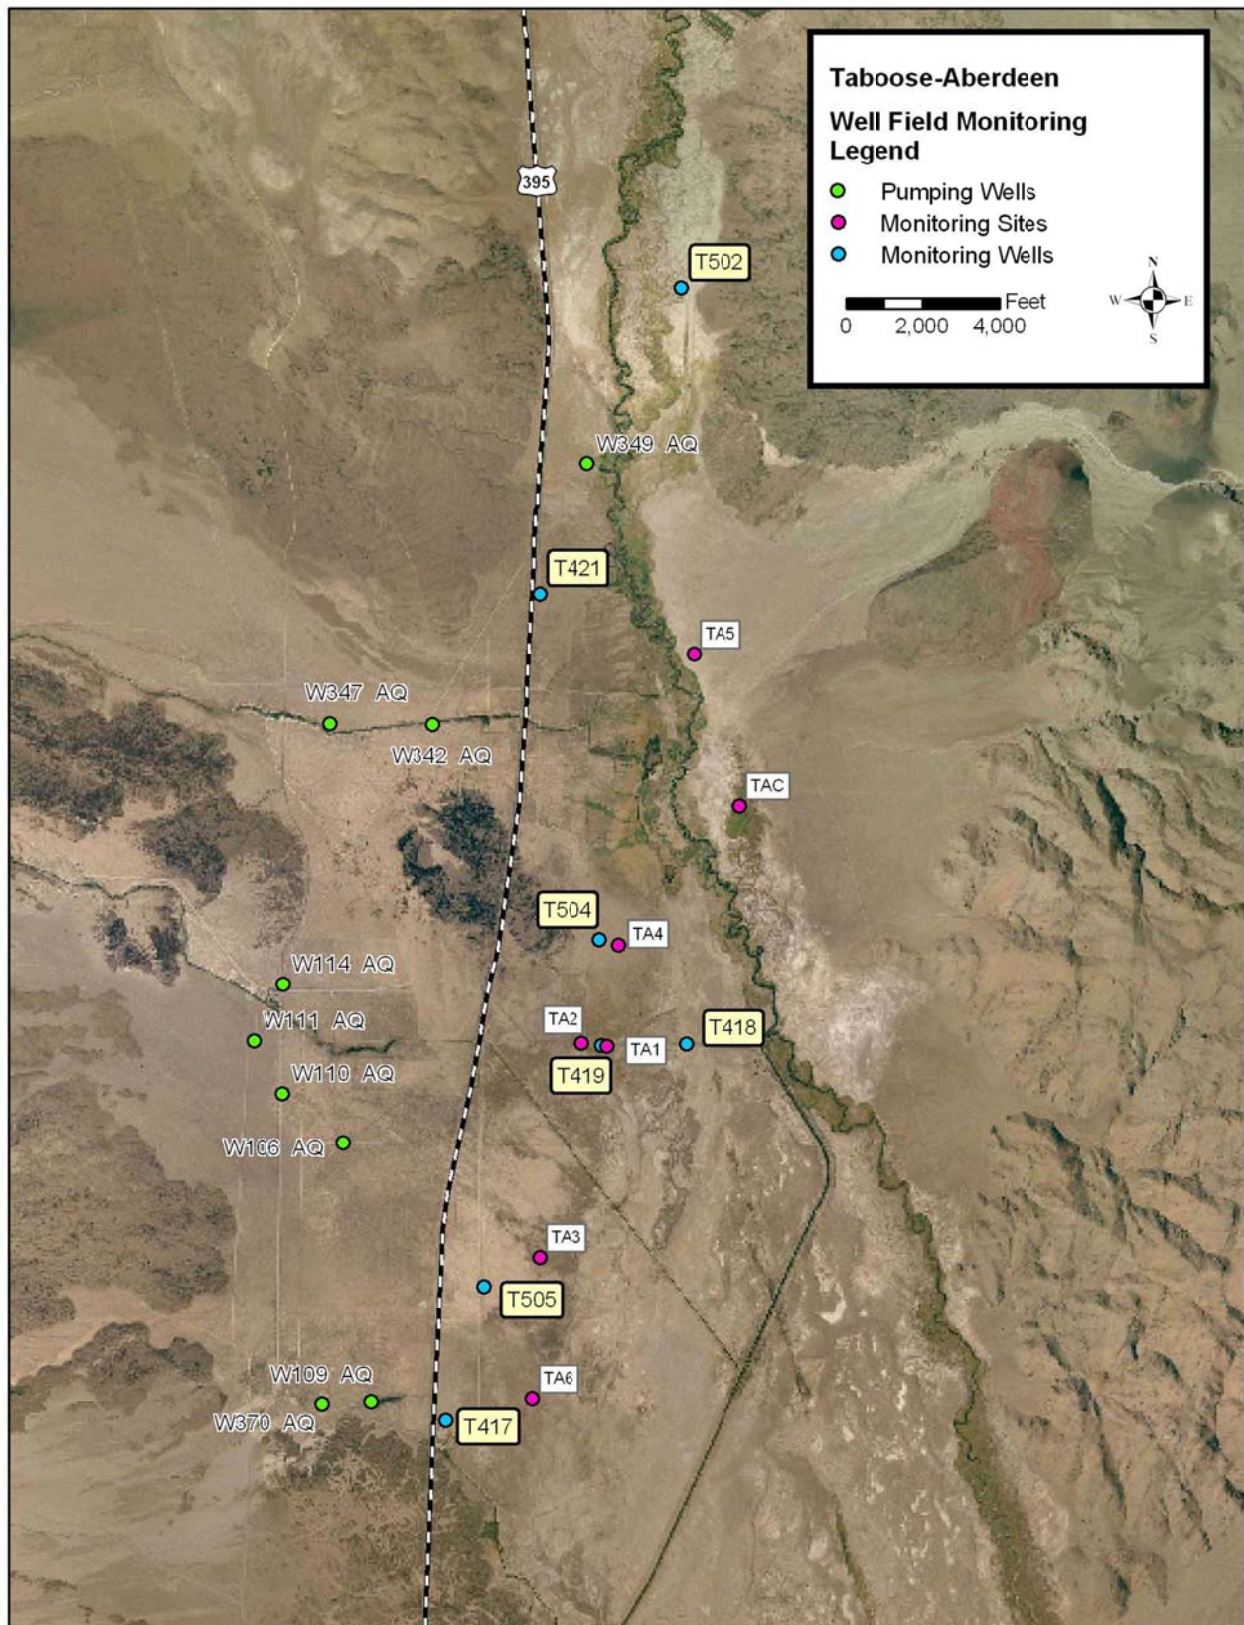 Taboose-Aberdeen
Well Field Monitoring
Legend
Pumping Wells
Monitoring Sites
Monitoring Wells
Feet
0 2,000 4,000
N
W E
S
395
T502
W349 AQ
T421
TA5
W347 AQ
W342 AQ
TAC
T504
TA4
W114 AQ
W111 AQ
TA2
T418
TA1
T419
W110 AQ
W106 AQ
TA3
T505
W109 AQ
TA6
W370 AQ
T417